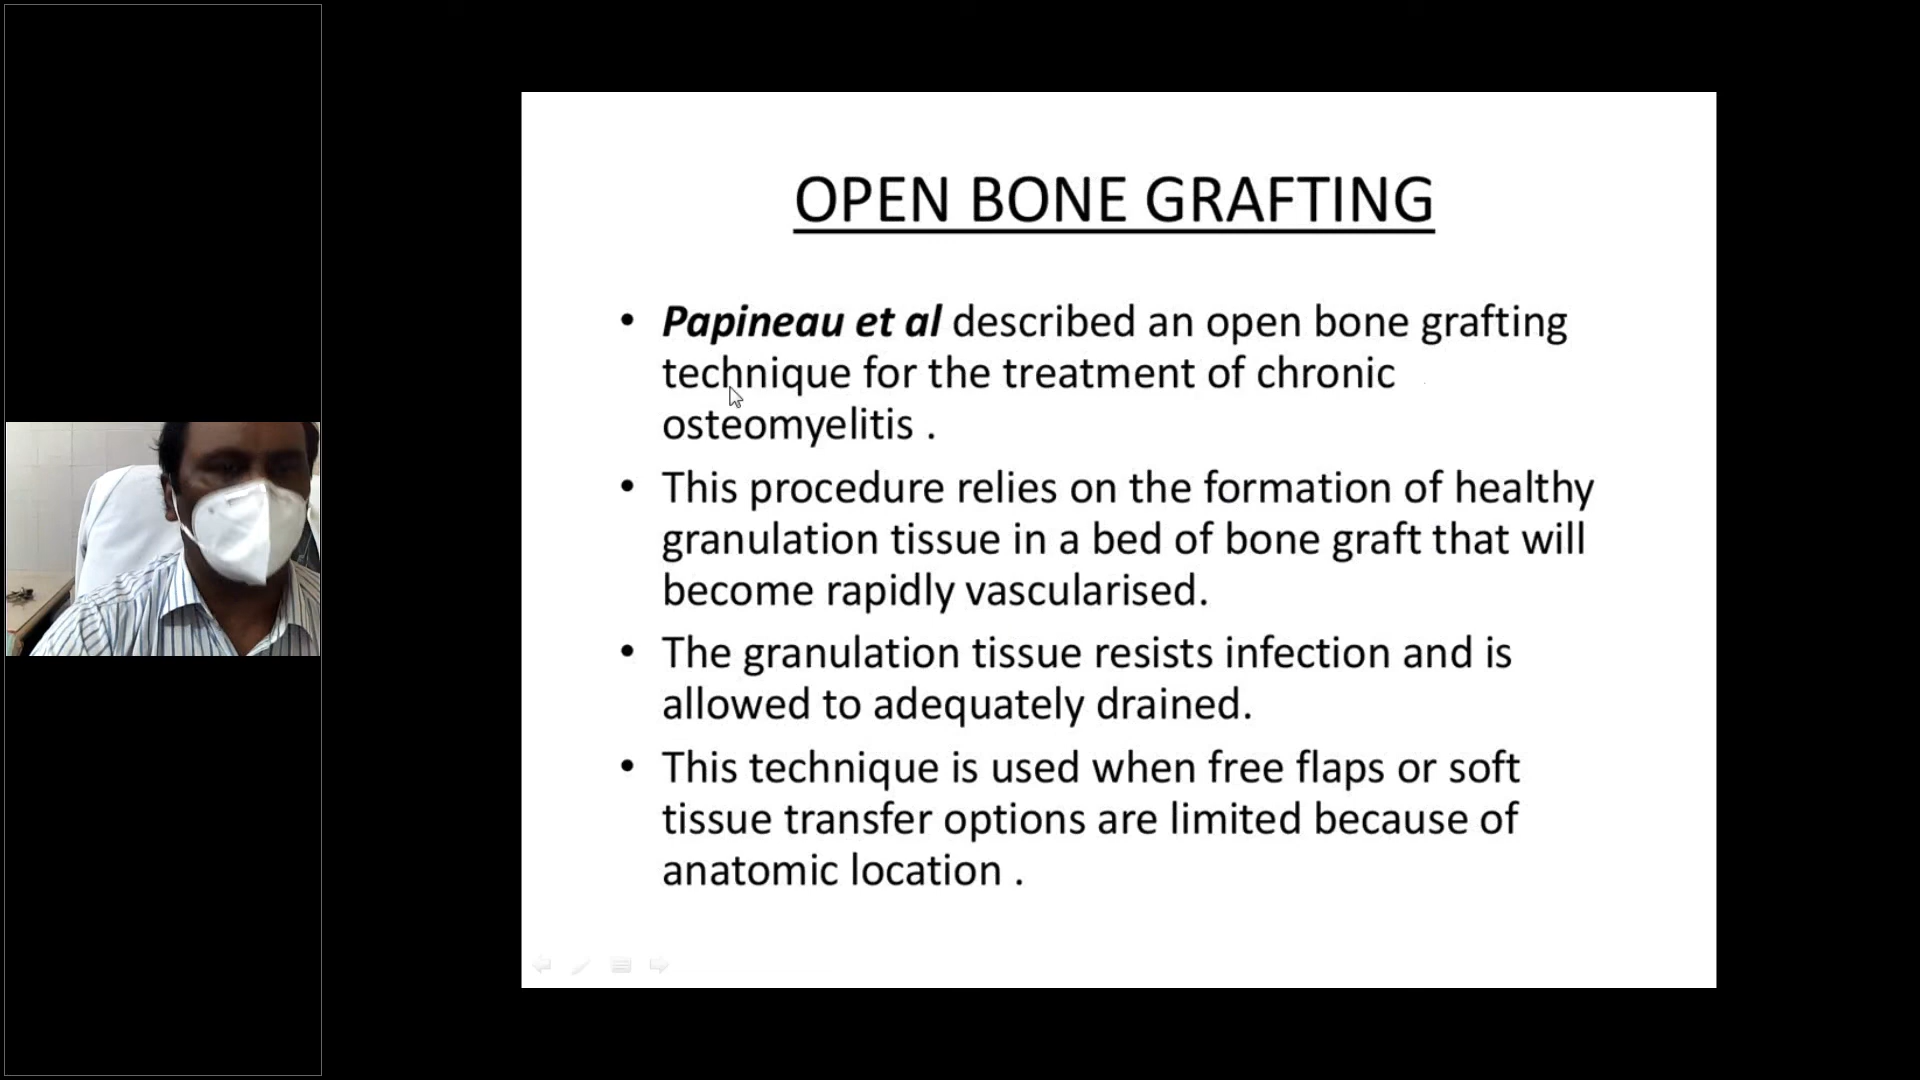 OPEN BONE GRAFTING
• Papineau et al described an open bone grafting
technique for the treatment of chronic
osteomyelitis .
• This procedure relies on the formation of healthy
granulation tissue in a bed of bone graft that will
become rapidly vascularised.
• The granulation tissue resists infection and is
allowed to adequately drained.
• This technique is used when free flaps or soft
tissue transfer options are limited because of
anatomic location .